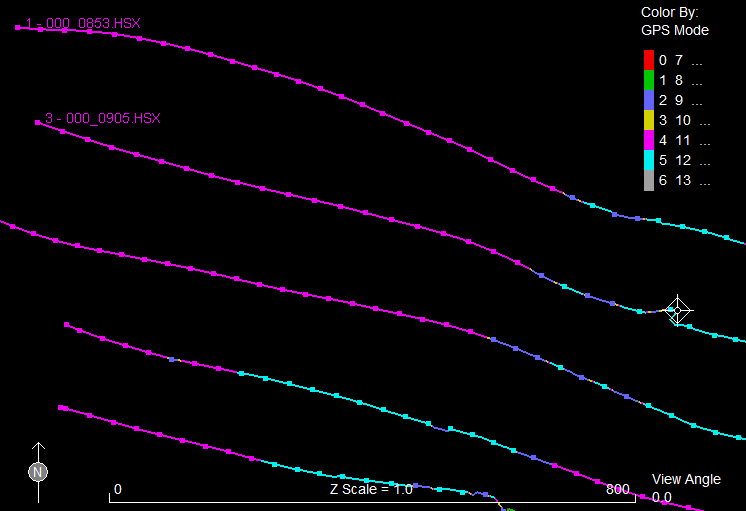 1 - 000_0853.HSX
Color By:
GPS Mode
0 7 ...
1 8 ...
2 9 ...
3 10 ...
4 11 ...
5 12 ...
6 13 ...
3 - 000_0905.HSX
N
0
Z Scale = 1.0
800
View Angle
0.0